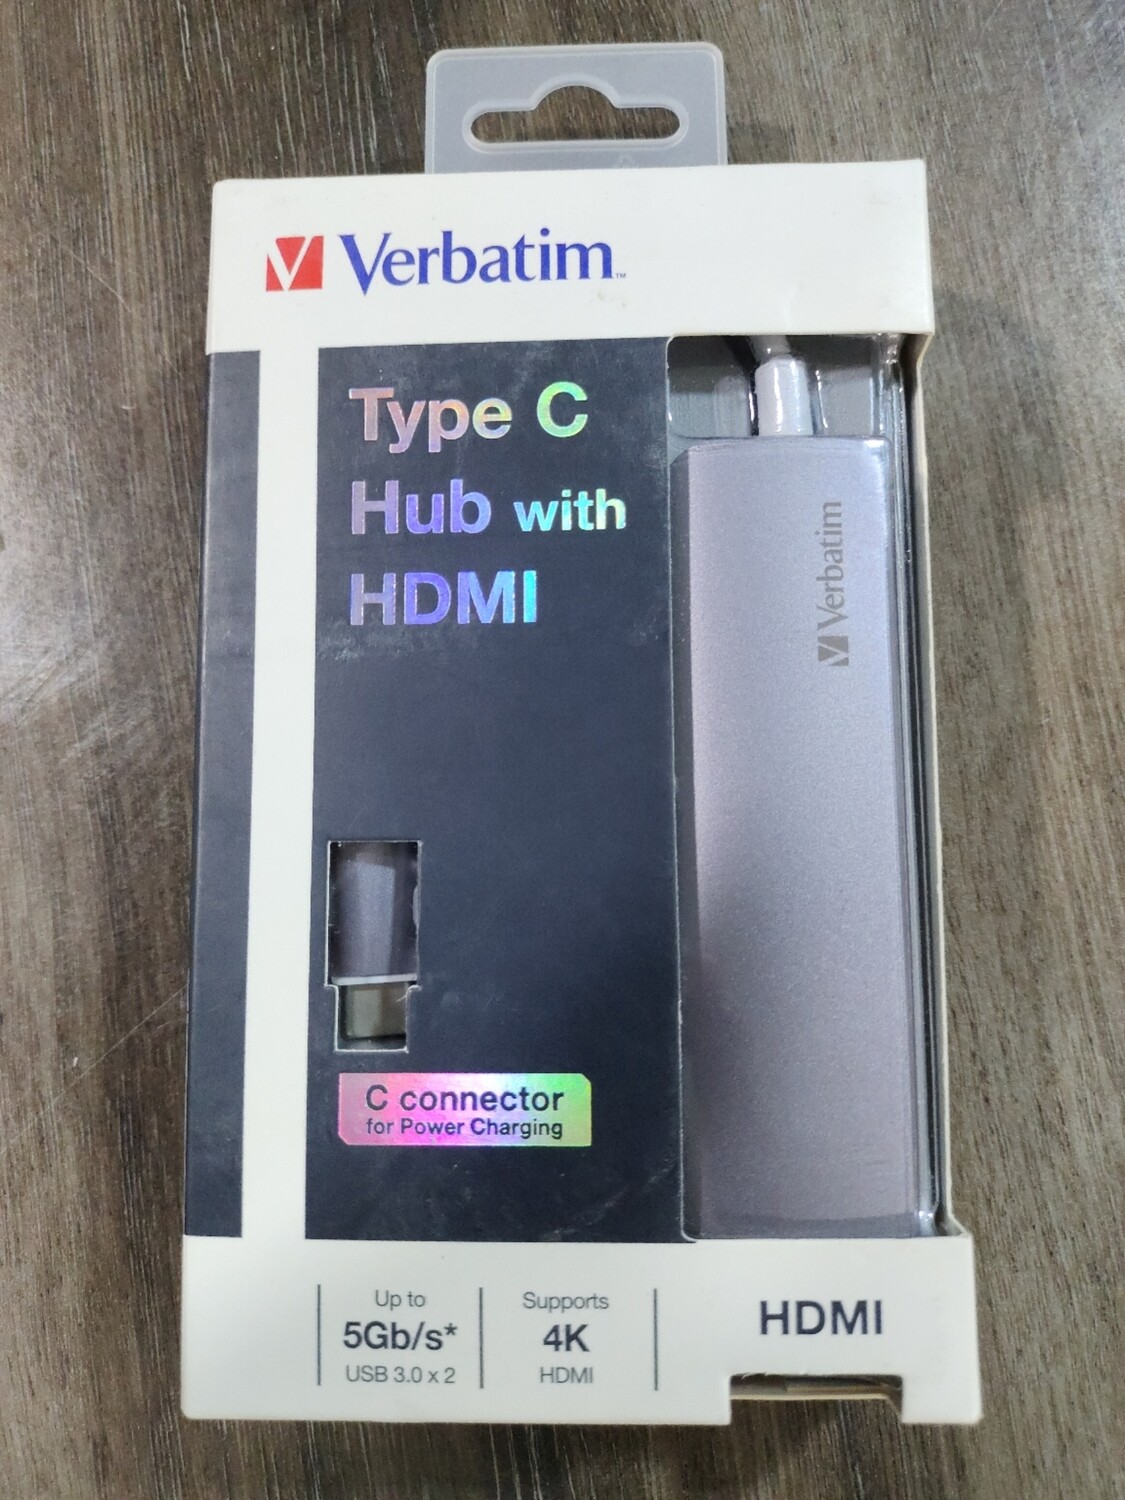 Verbatim™
Type C
Hub with
HDMI
Verbatim
C connector
for Power Charging
Up to
5Gb/s*
USB 3.0 x 2
Supports
4K
HDMI
HDMI